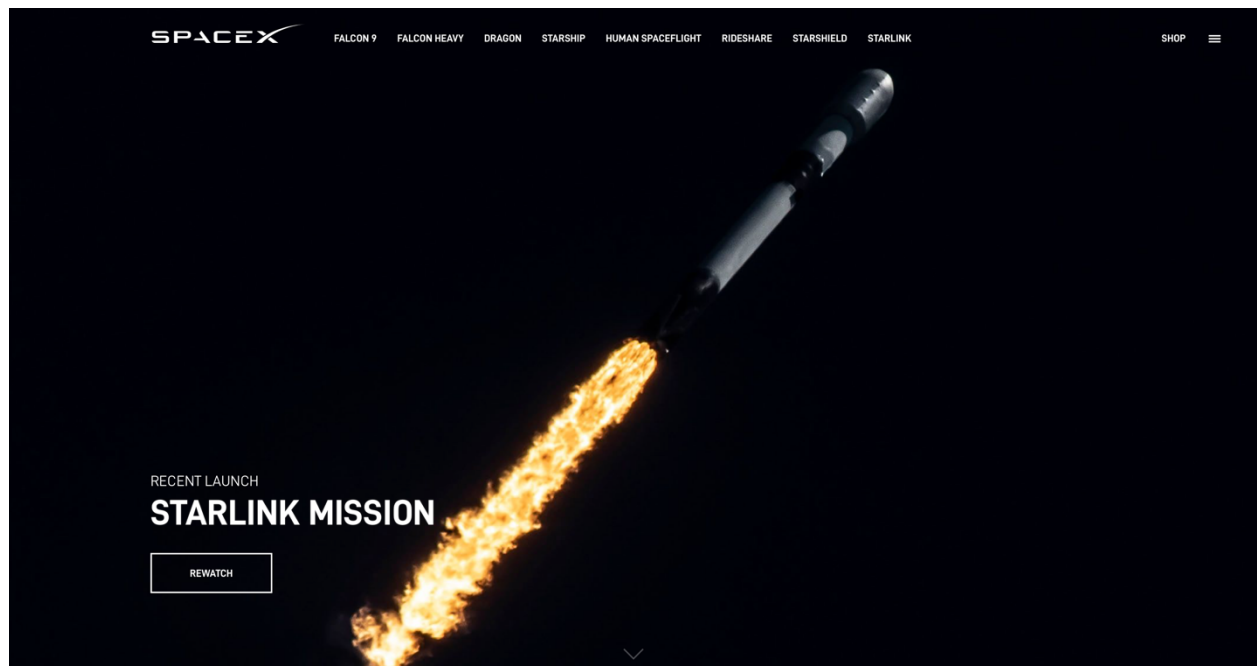 SPACEX FALCON 9 FALCON HEAVY DRAGON STARSHIP HUMAN SPACEFLIGHT RIDESHARE STARSHIELD STARLINK SHOP
RECENT LAUNCH
STARLINK MISSION
REWATCH